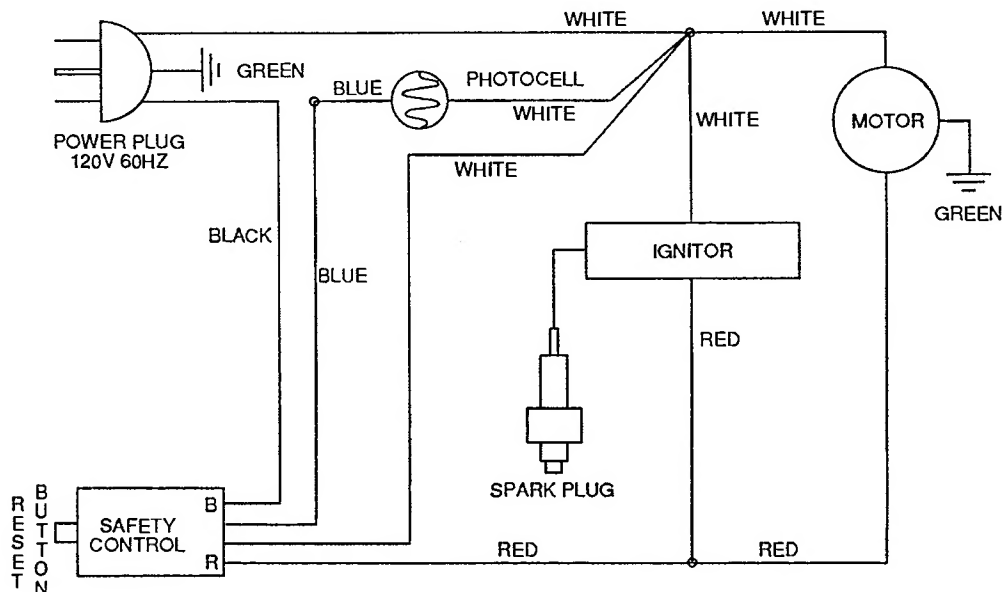 WHITE
WHITE
GREEN
BLUE
PHOTOCELL
WHITE
WHITE
MOTOR
POWER PLUG
120V 60HZ
WHITE
GREEN
BLACK
IGNITOR
BLUE
RED
SPARK PLUG
RESET
BUTTON
SAFETY
CONTROL
B
R
RED
RED